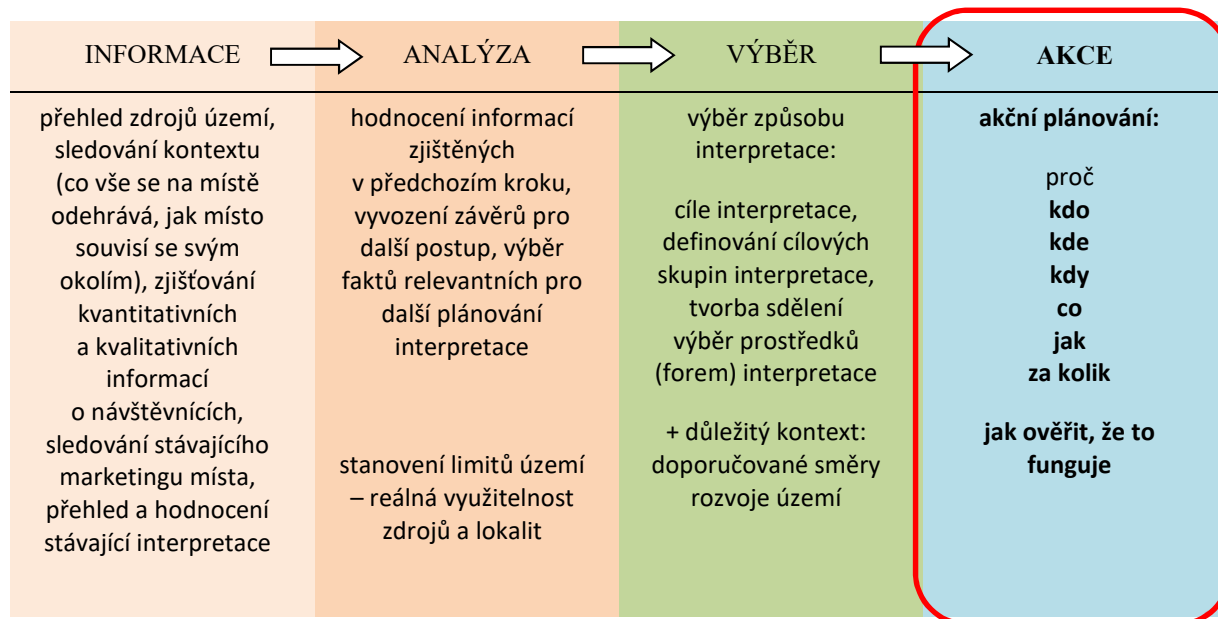 INFORMACE
ANALÝZA
VÝBĚR
AKCE
přehled zdrojů území,
sledování kontextu
(co vše se na místě
odehrává, jak místo
souvisí se svým
okolím), zjišťování
kvantitativních
a kvalitativních
informací
o návštěvnících,
sledování stávajícího
marketingu místa,
přehled a hodnocení
stávající interpretace
hodnocení informací
zjištěných
v předchozím kroku,
vyvození závěrů pro
další postup, výběr
faktů relevantních pro
další plánování
interpretace
stanovení limitů území
– reálná využitelnost
zdrojů a lokalit
výběr způsobu
interpretace:
cíle interpretace,
definování cílových
skupin interpretace,
tvorba sdělení
výběr prostředků
(forem) interpretace
+ důležitý kontext:
doporučované směry
rozvoje území
akční plánování:
proč
kdo
kde
kdy
co
jak
za kolik
jak ověřit, že to
funguje